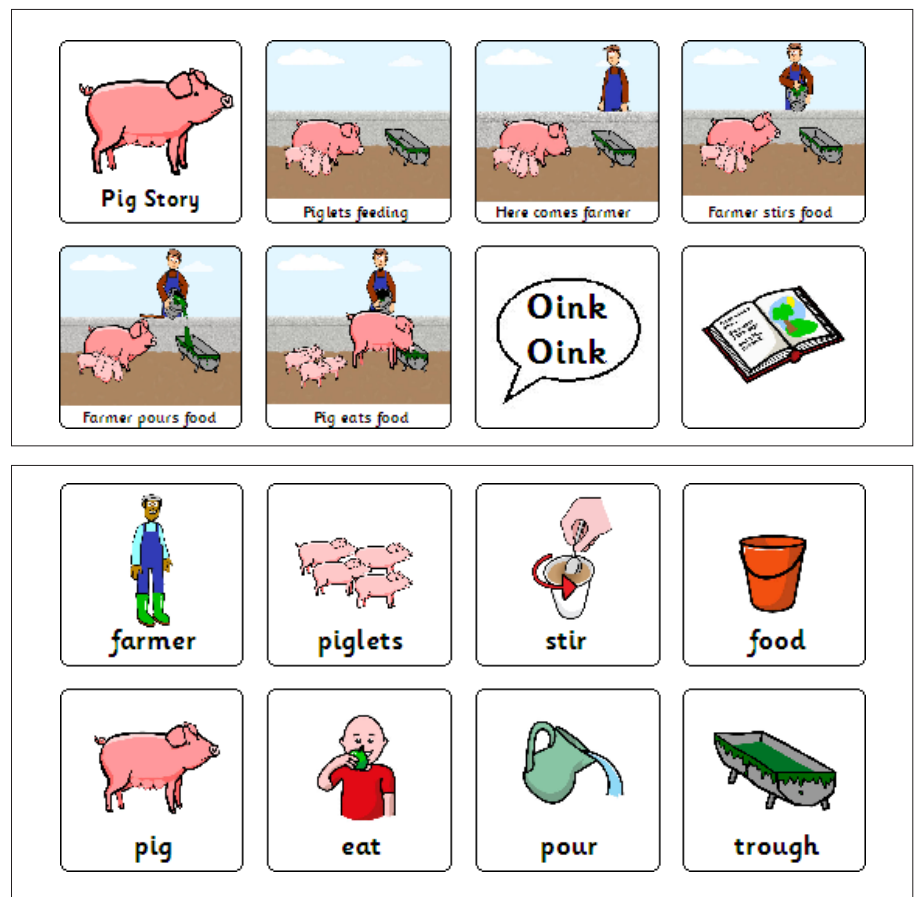 Pig Story
Piglets feeding
Here comes farmer
Farmer stirs food
Farmer pours food
Pig eats food
Oink
Oink
farmer
piglets
stir
food
pig
eat
pour
trough